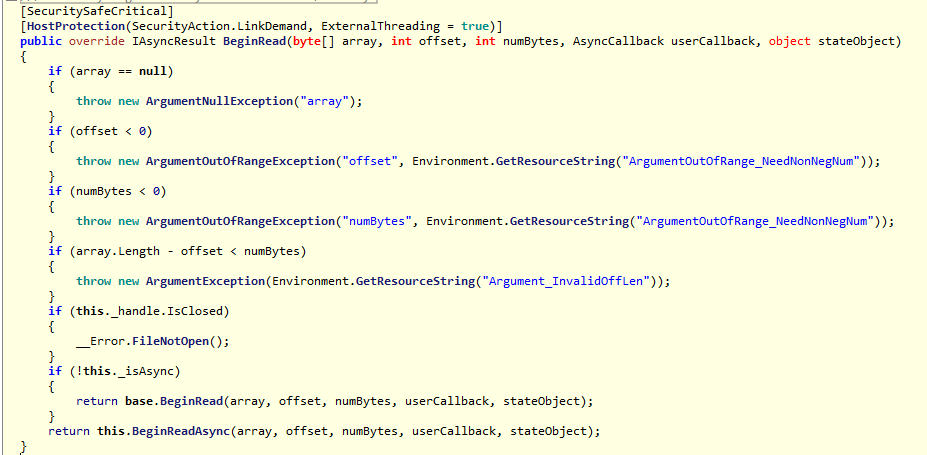 [SecuritySafeCritical]
[HostProtection(SecurityAction.LinkDemand, ExternalThreading = true)]
public override IAsyncResult BeginRead(byte[] array, int offset, int numBytes, AsyncCallback userCallback, object stateObject)
{
    if (array == null)
    {
        throw new ArgumentNullException("array");
    }
    if (offset < 0)
    {
        throw new ArgumentOutOfRangeException("offset", Environment.GetResourceString("ArgumentOutOfRange_NeedNonNegNum"));
    }
    if (numBytes < 0)
    {
        throw new ArgumentOutOfRangeException("numBytes", Environment.GetResourceString("ArgumentOutOfRange_NeedNonNegNum"));
    }
    if (array.Length - offset < numBytes)
    {
        throw new ArgumentException(Environment.GetResourceString("Argument_InvalidOffLen"));
    }
    if (this._handle.IsClosed)
    {
        __Error.FileNotOpen();
    }
    if (!this._isAsync)
    {
        return base.BeginRead(array, offset, numBytes, userCallback, stateObject);
    }
    return this.BeginReadAsync(array, offset, numBytes, userCallback, stateObject);
}